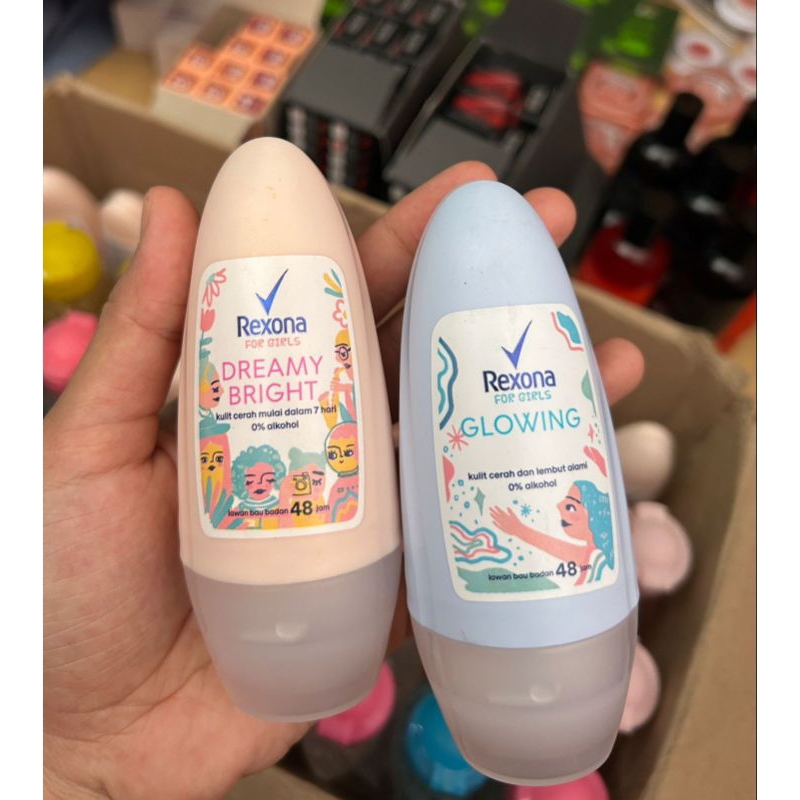 Rexona
FOR GIRLS
DREAMY
BRIGHT
kulit cerah mulai dalam 7 hari
0% alkohol
lawan bau badan 48 jam
Rexona
FOR GIRLS
GLOWING
kulit cerah dan lembut alami
0% alkohol
lawan bau badan 48 jam